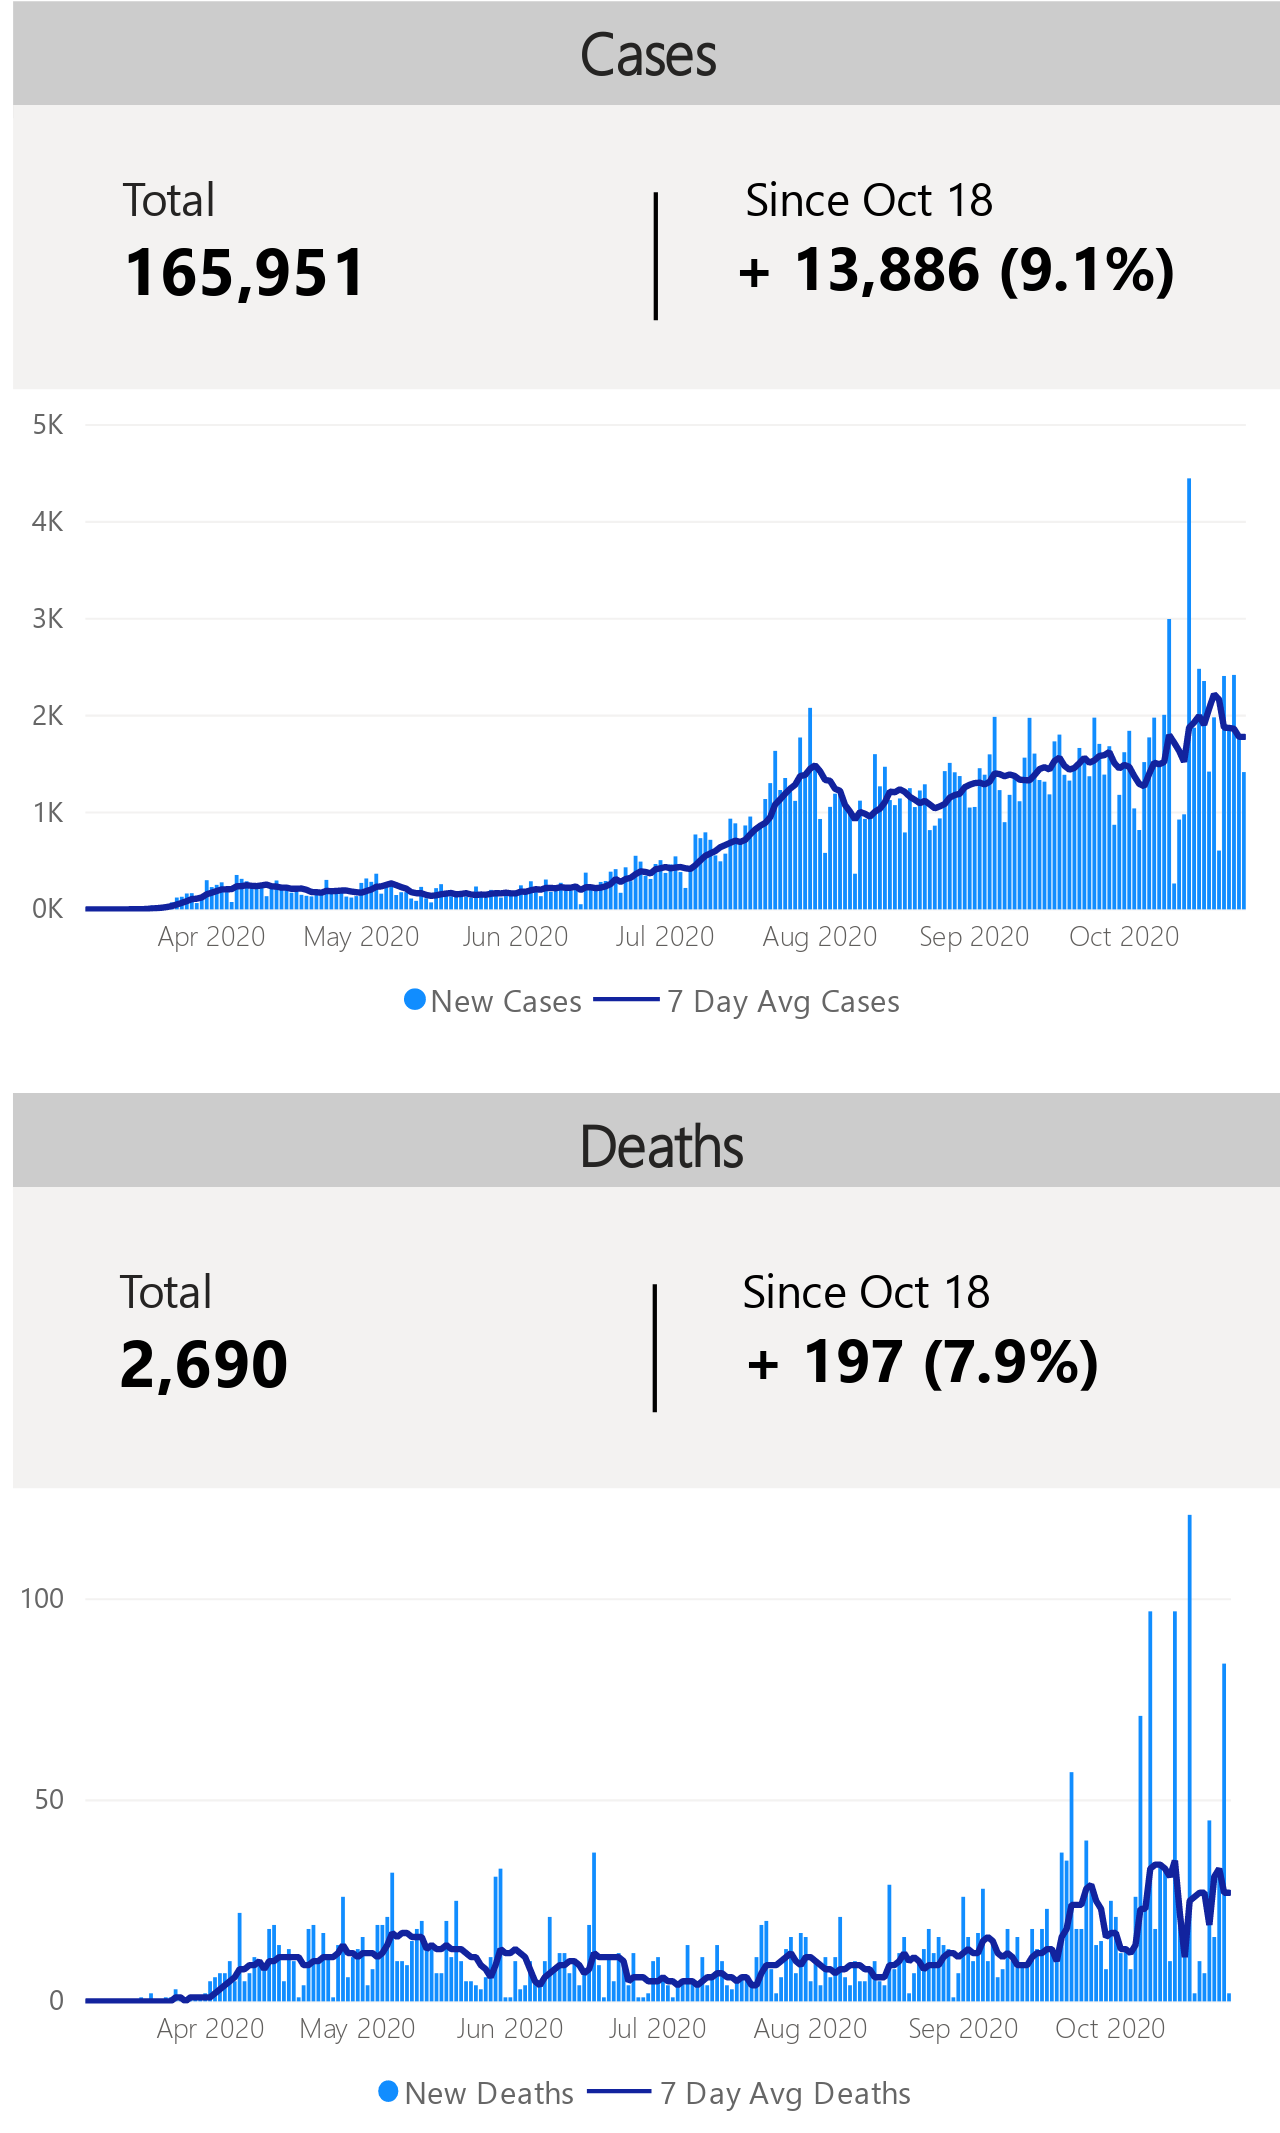 Cases
Total
Since Oct 18
165,951
+ 13,886 (9.1%)
5K
4K
3K
2K
1K
0K
Apr 2020 May 2020 Jun 2020 Jul 2020 Aug 2020 Sep 2020 Oct 2020
New Cases 7 Day Avg Cases
Deaths
Total
Since Oct 18
2,690
+ 197 (7.9%)
100
50
0
Apr 2020 May 2020 Jun 2020 Jul 2020 Aug 2020 Sep 2020 Oct 2020
New Deaths 7 Day Avg Deaths